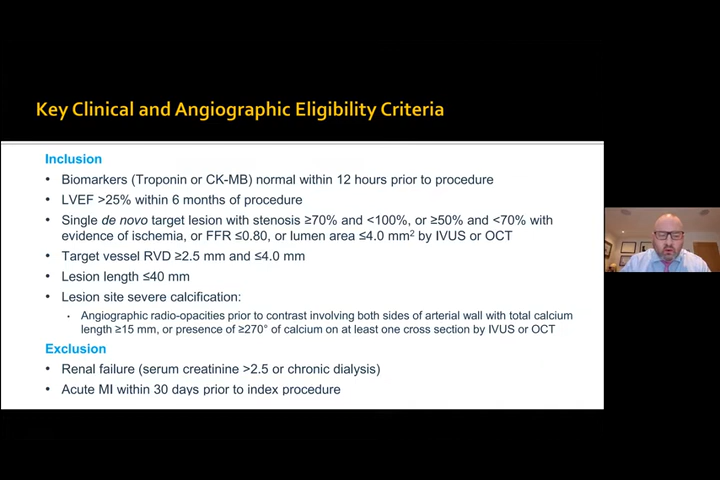 Key Clinical and Angiographic Eligibility Criteria
Inclusion
• Biomarkers (Troponin or CK-MB) normal within 12 hours prior to procedure
• LVEF >25% within 6 months of procedure
• Single de novo target lesion with stenosis ≥70% and <100%, or ≥50% and <70% with
evidence of ischemia, or FFR ≤0.80, or lumen area ≤4.0 mm² by IVUS or OCT
• Target vessel RVD ≥2.5 mm and ≤4.0 mm
• Lesion length ≤40 mm
• Lesion site severe calcification:
• Angiographic radio-opacities prior to contrast involving both sides of arterial wall with total calcium
length ≥15 mm, or presence of ≥270° of calcium on at least one cross section by IVUS or OCT
Exclusion
• Renal failure (serum creatinine >2.5 or chronic dialysis)
• Acute MI within 30 days prior to index procedure